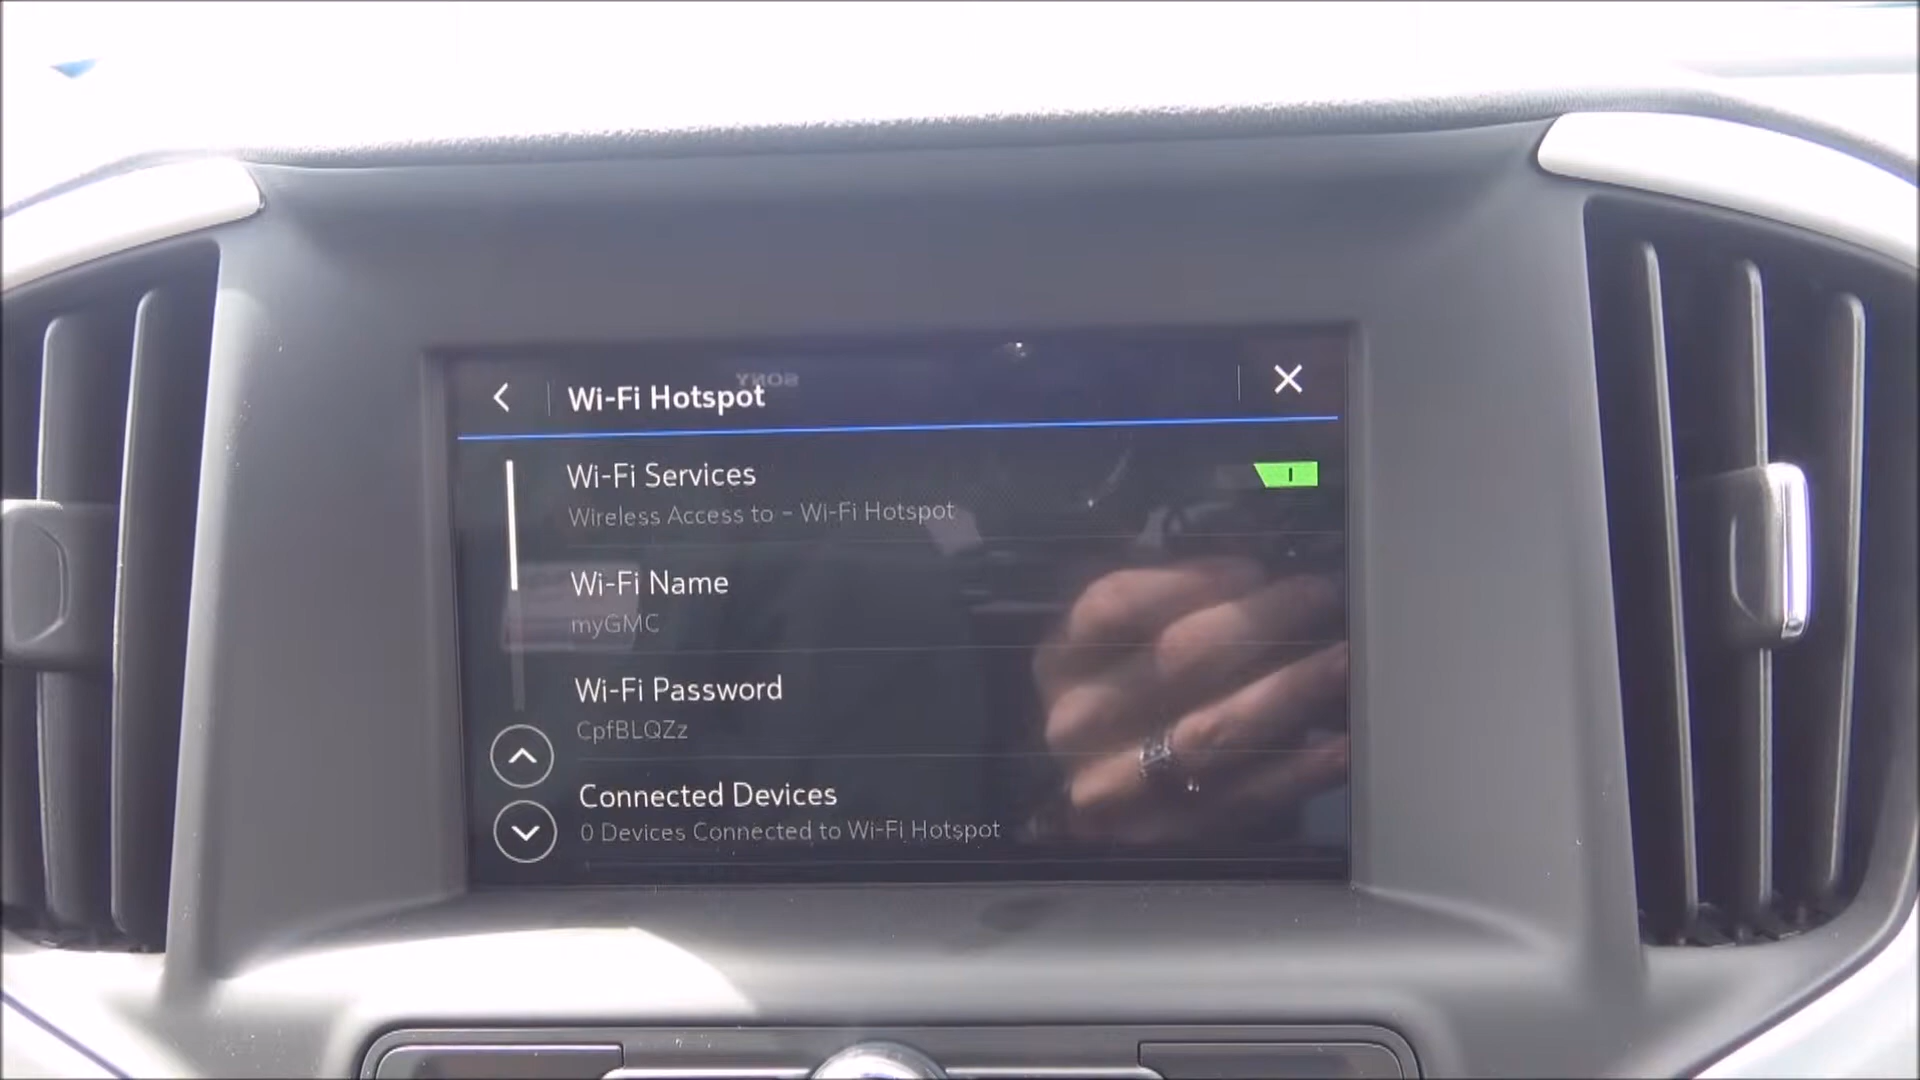 SONY
Wi-Fi Hotspot
Wi-Fi Services
Wireless Access to - Wi-Fi Hotspot
Wi-Fi Name
myGMC
Wi-Fi Password
CpfBLQZz
Connected Devices
0 Devices Connected to Wi-Fi Hotspot